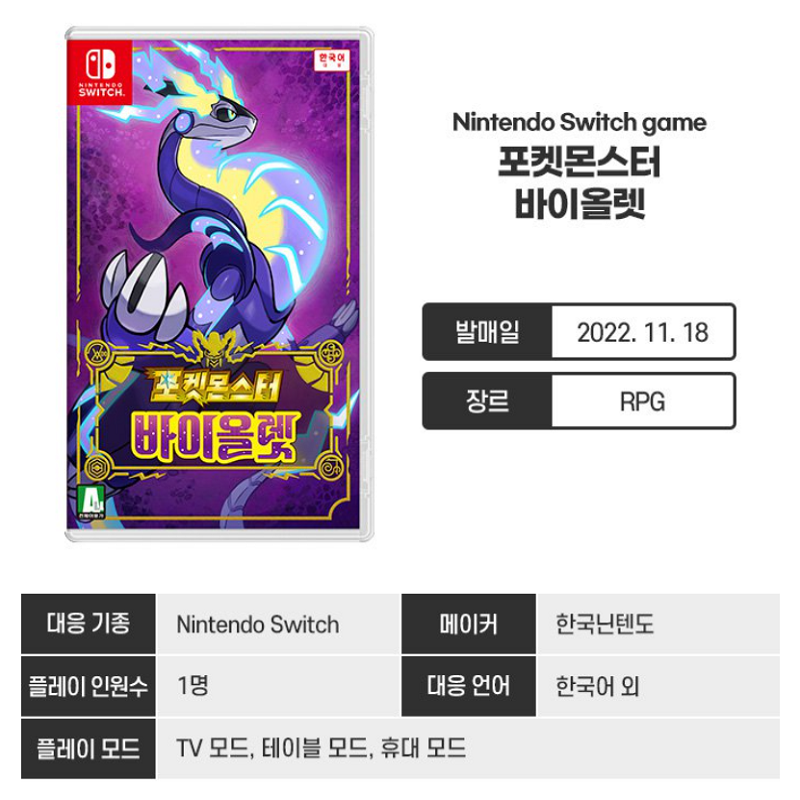 NINTENDO
SWITCH.
한국어
포켓몬스터
바이올렛
전체이용가
Nintendo Switch game
포켓몬스터
바이올렛
발매일 2022. 11. 18
장르 RPG
대응 기종 Nintendo Switch 메이커 한국닌텐도
플레이 인원수 1명 대응 언어 한국어 외
플레이 모드 TV 모드, 테이블 모드, 휴대 모드